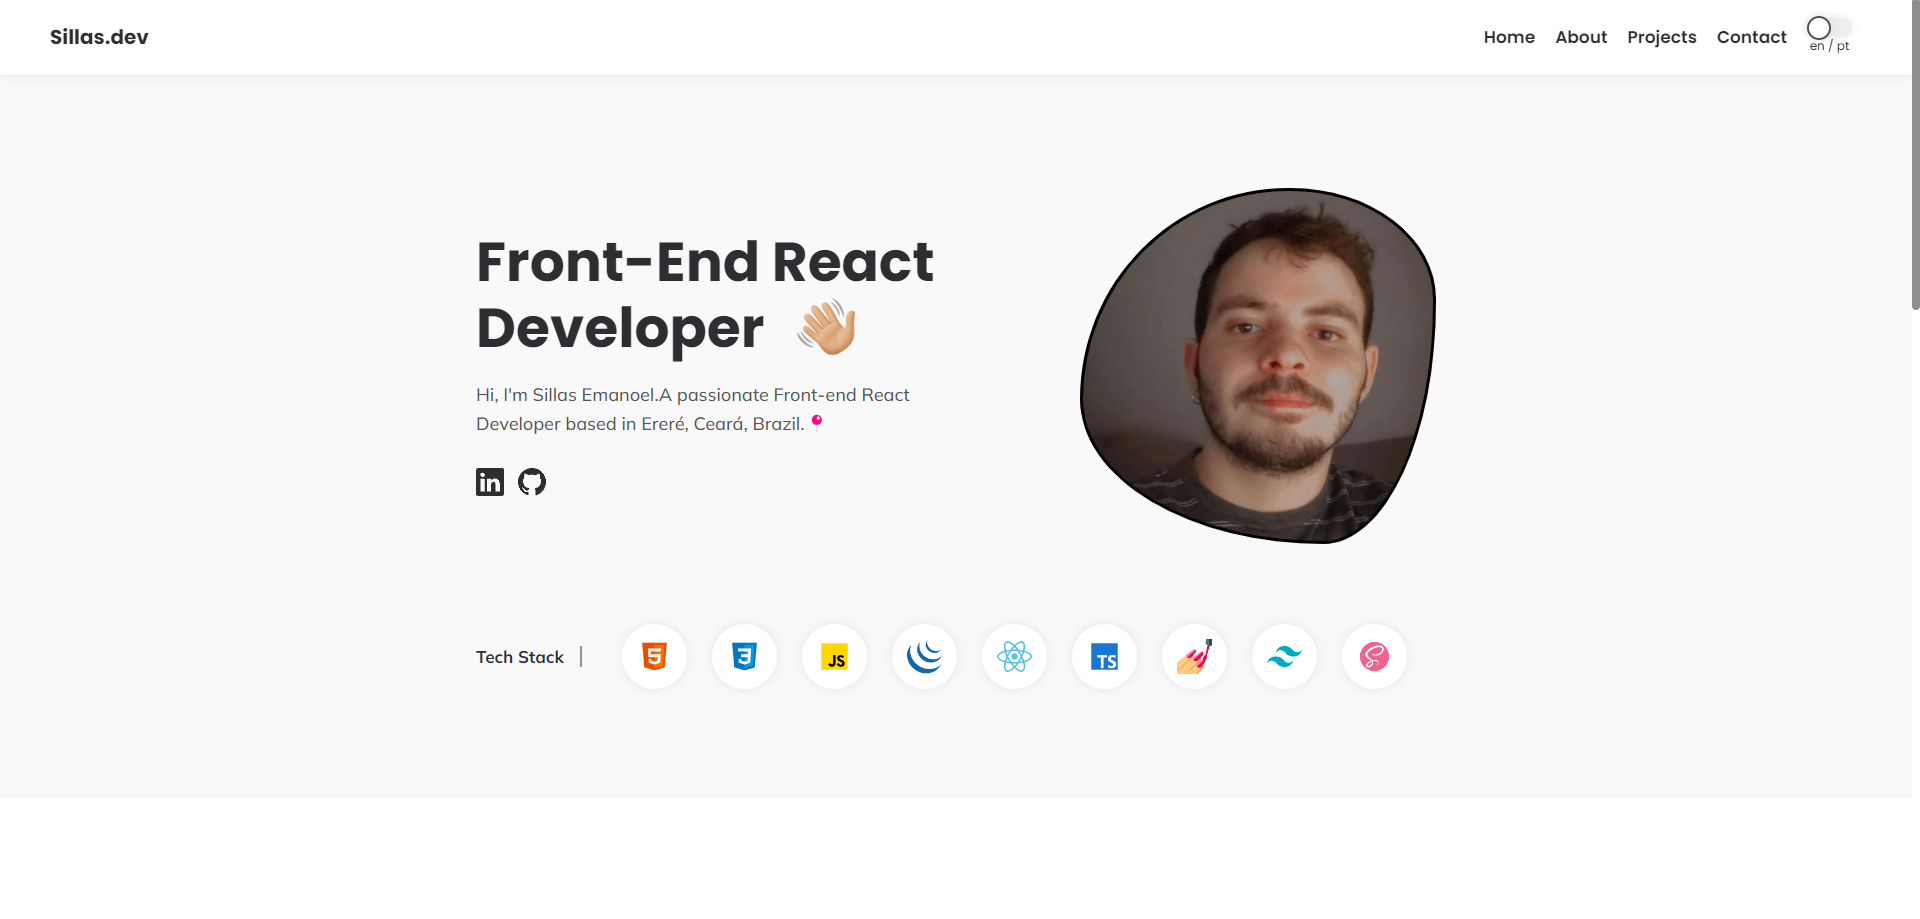 Sillas.dev
Home About Projects Contact
en / pt
Front-End React
Developer
Hi, I'm Sillas Emanoel.A passionate Front-end React
Developer based in Ereré, Ceará, Brazil.
in
Tech Stack
5
3
JS
TS